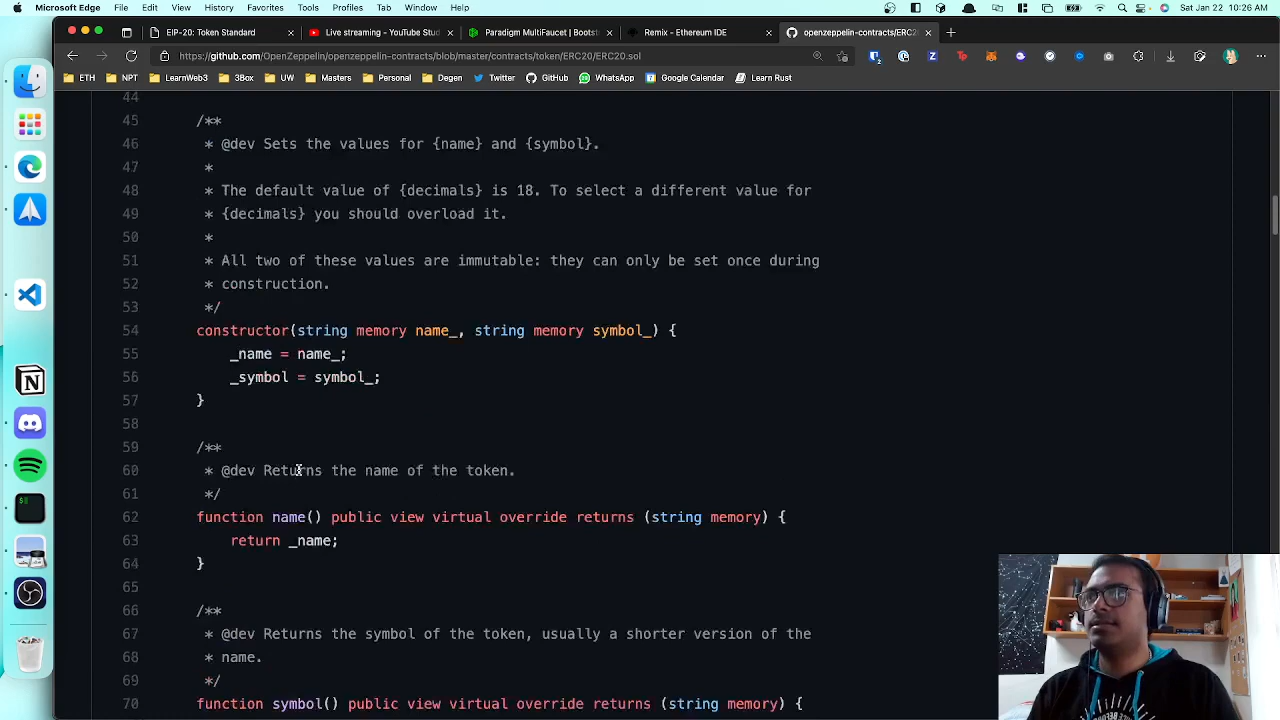 Microsoft Edge File Edit View History Favorites Tools Profiles Tab Window Help Sat Jan 22 10:26 AM
EIP-20: Token Standard
Live streaming - YouTube Stud
Paradigm MultiFaucet | Bootst
Remix - Ethereum IDE
openzeppelin-contracts/ERC20
https://github.com/OpenZeppelin/openzeppelin-contracts/blob/master/contracts/token/ERC20/ERC20.sol
ETH NPT LearnWeb3 3Box UW Masters Personal Degen Twitter GitHub WhatsApp Google Calendar Learn Rust
44
45 /**
46 * @dev Sets the values for {name} and {symbol}.
47 *
48 * The default value of {decimals} is 18. To select a different value for
49 * {decimals} you should overload it.
50 *
51 * All two of these values are immutable: they can only be set once during
52 * construction.
53 */
54 constructor(string memory name_, string memory symbol_) {
55 _name = name_;
56 _symbol = symbol_;
57 }
58
59 /**
60 * @dev Returns the name of the token.
61 */
62 function name() public view virtual override returns (string memory) {
63 return _name;
64 }
65
66 /**
67 * @dev Returns the symbol of the token, usually a shorter version of the
68 * name.
69 */
70 function symbol() public view virtual override returns (string memory) {